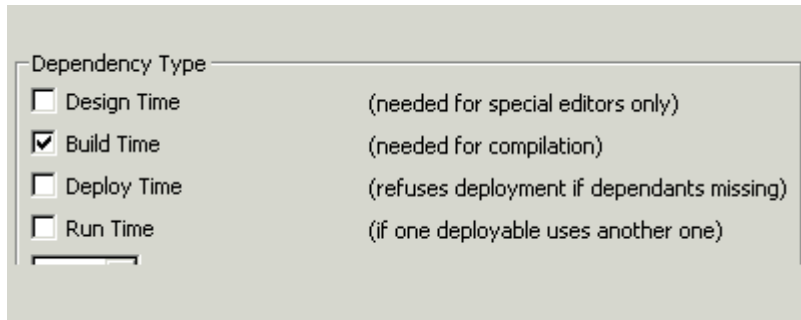 Dependency Type
Design Time (needed for special editors only)
Build Time (needed for compilation)
Deploy Time (refuses deployment if dependants missing)
Run Time (if one deployable uses another one)